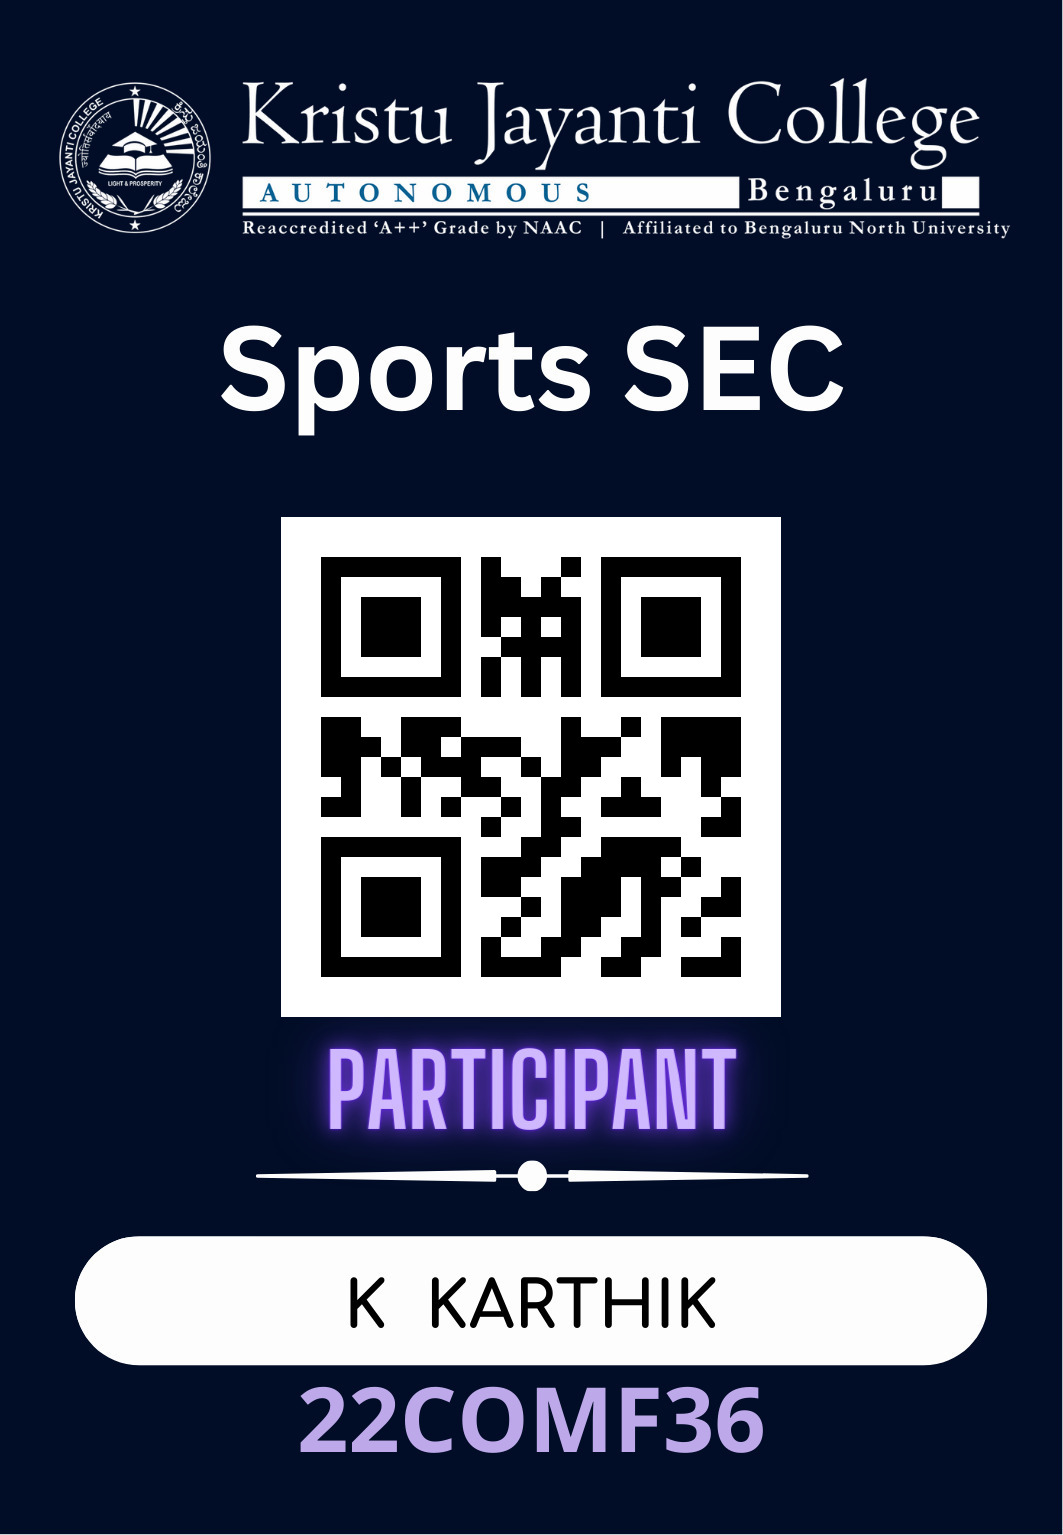 Kristu Jayanti College
AUTONOMOUS Bengaluru
Reaccredited ‘A++’ Grade by NAAC | Affiliated to Bengaluru North University
KRISTU JAYANTI COLLEGE
LIGHT & PROSPERITY
Sports SEC
PARTICIPANT
K KARTHIK
22COMF36